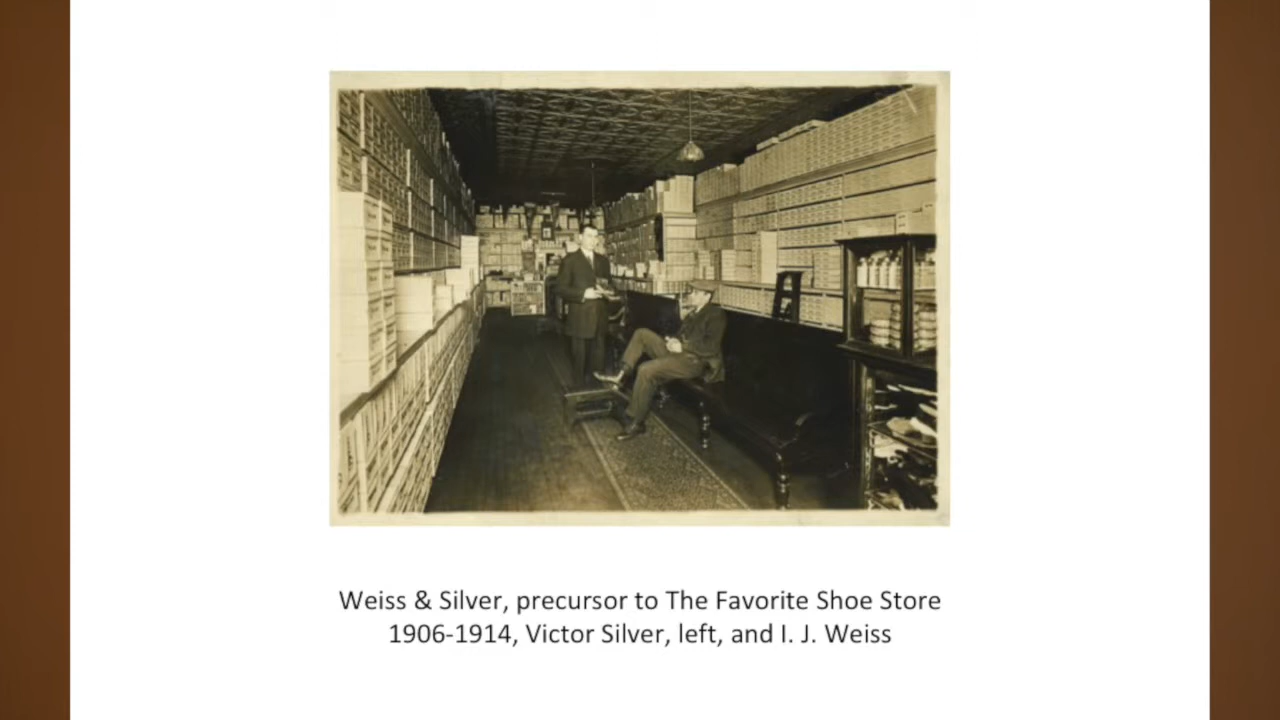 Weiss & Silver, precursor to The Favorite Shoe Store
1906-1914, Victor Silver, left, and I. J. Weiss